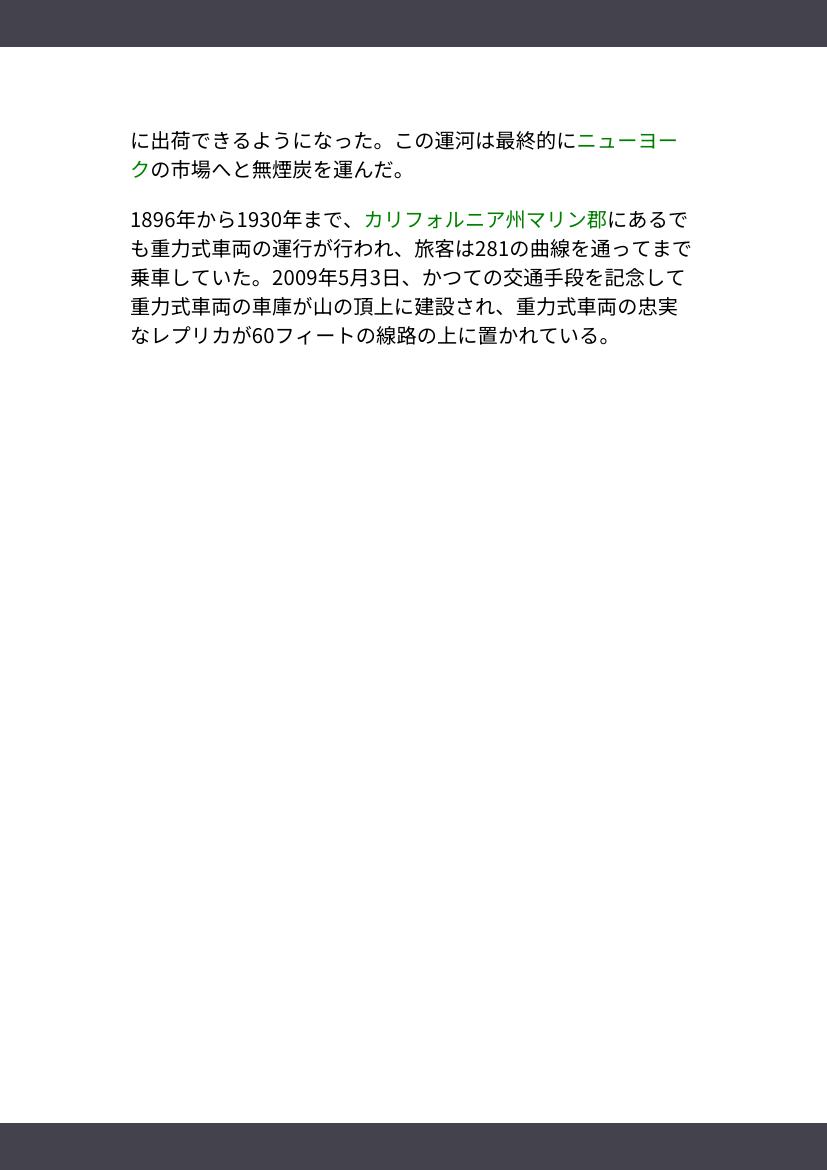 に出荷できるようになった。この運河は最終的にニューヨー
クの市場へと無煙炭を運んだ。
1896年から1930年まで、カリフォルニア州マリン郡にあるで
も重力式車両の運行が行われ、旅客は281の曲線を通ってまで
乗車していた。2009年5月3日、かつての交通手段を記念して
重力式車両の車庫が山の頂上に建設され、重力式車両の忠実
なレプリカが60フィートの線路の上に置かれている。